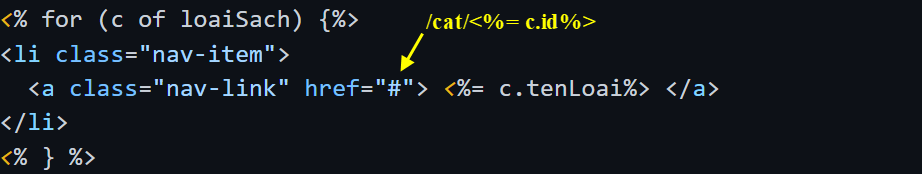 <% for (c of loaiSach) {%>
/cat/<%= c.id%>
<li class="nav-item">
<a class="nav-link" href="#"> <%= c.tenLoai%> </a>
</li>
<% } %>